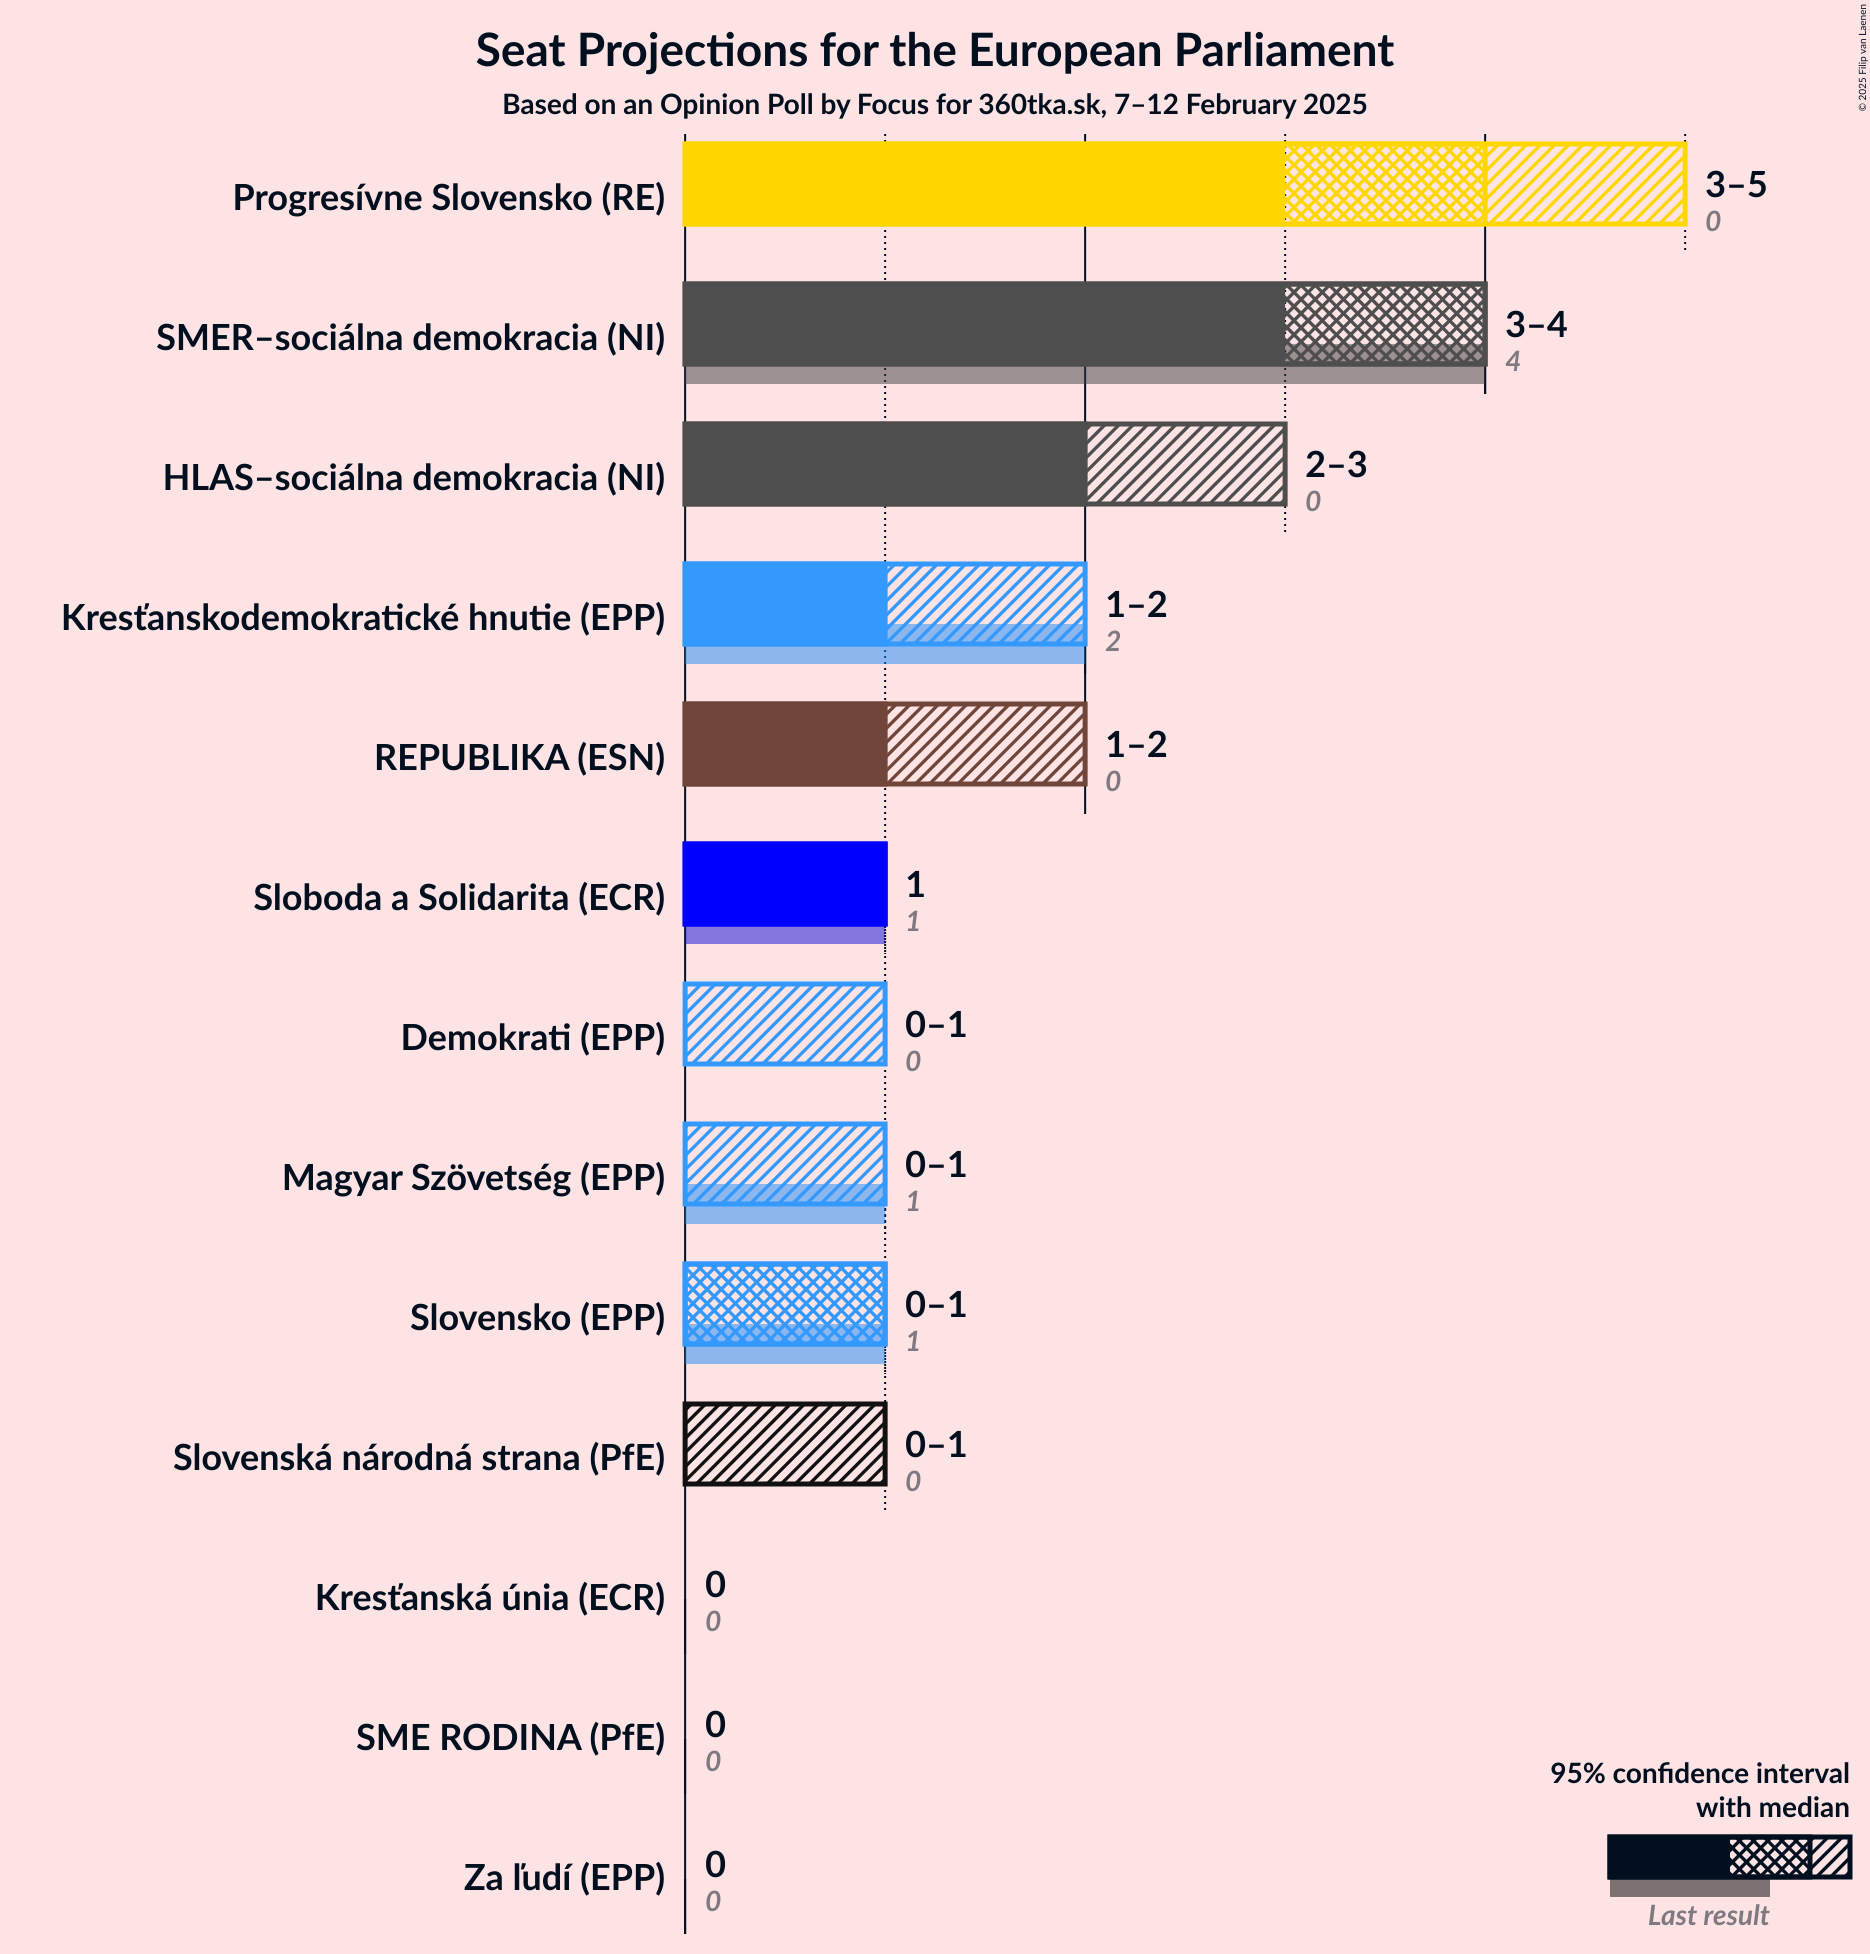 Seat Projections for the European Parliament
Based on an Opinion Poll by Focus for 360tka.sk, 7–12 February 2025
© 2025 Filip van Laenen
Progresívne Slovensko (RE)
3–5
0
SMER–sociálna demokracia (NI)
3–4
4
HLAS–sociálna demokracia (NI)
2–3
0
Kresťanskodemokratické hnutie (EPP)
1–2
2
REPUBLIKA (ESN)
1–2
0
Sloboda a Solidarita (ECR)
1
1
Demokrati (EPP)
0–1
0
Magyar Szövetség (EPP)
0–1
1
Slovensko (EPP)
0–1
1
Slovenská národná strana (PfE)
0–1
0
Kresťanská únia (ECR)
0
0
SME RODINA (PfE)
0
0
Za ľudí (EPP)
0
0
95% confidence interval
with median
Last result